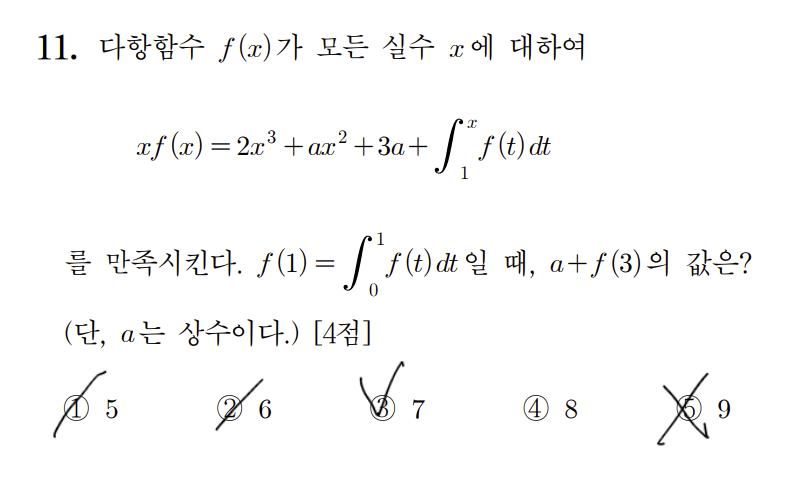 11. 다항함수 f(x)가 모든 실수 x에 대하여
xf(x)=2x³+ax²+3a+∫₁ˣ f(t)dt
를 만족시킨다. f(1)=∫₀¹ f(t)dt일 때, a+f(3)의 값은?
(단, a는 상수이다.) [4점]
① 5 ② 6 ③ 7 ④ 8 ⑤ 9